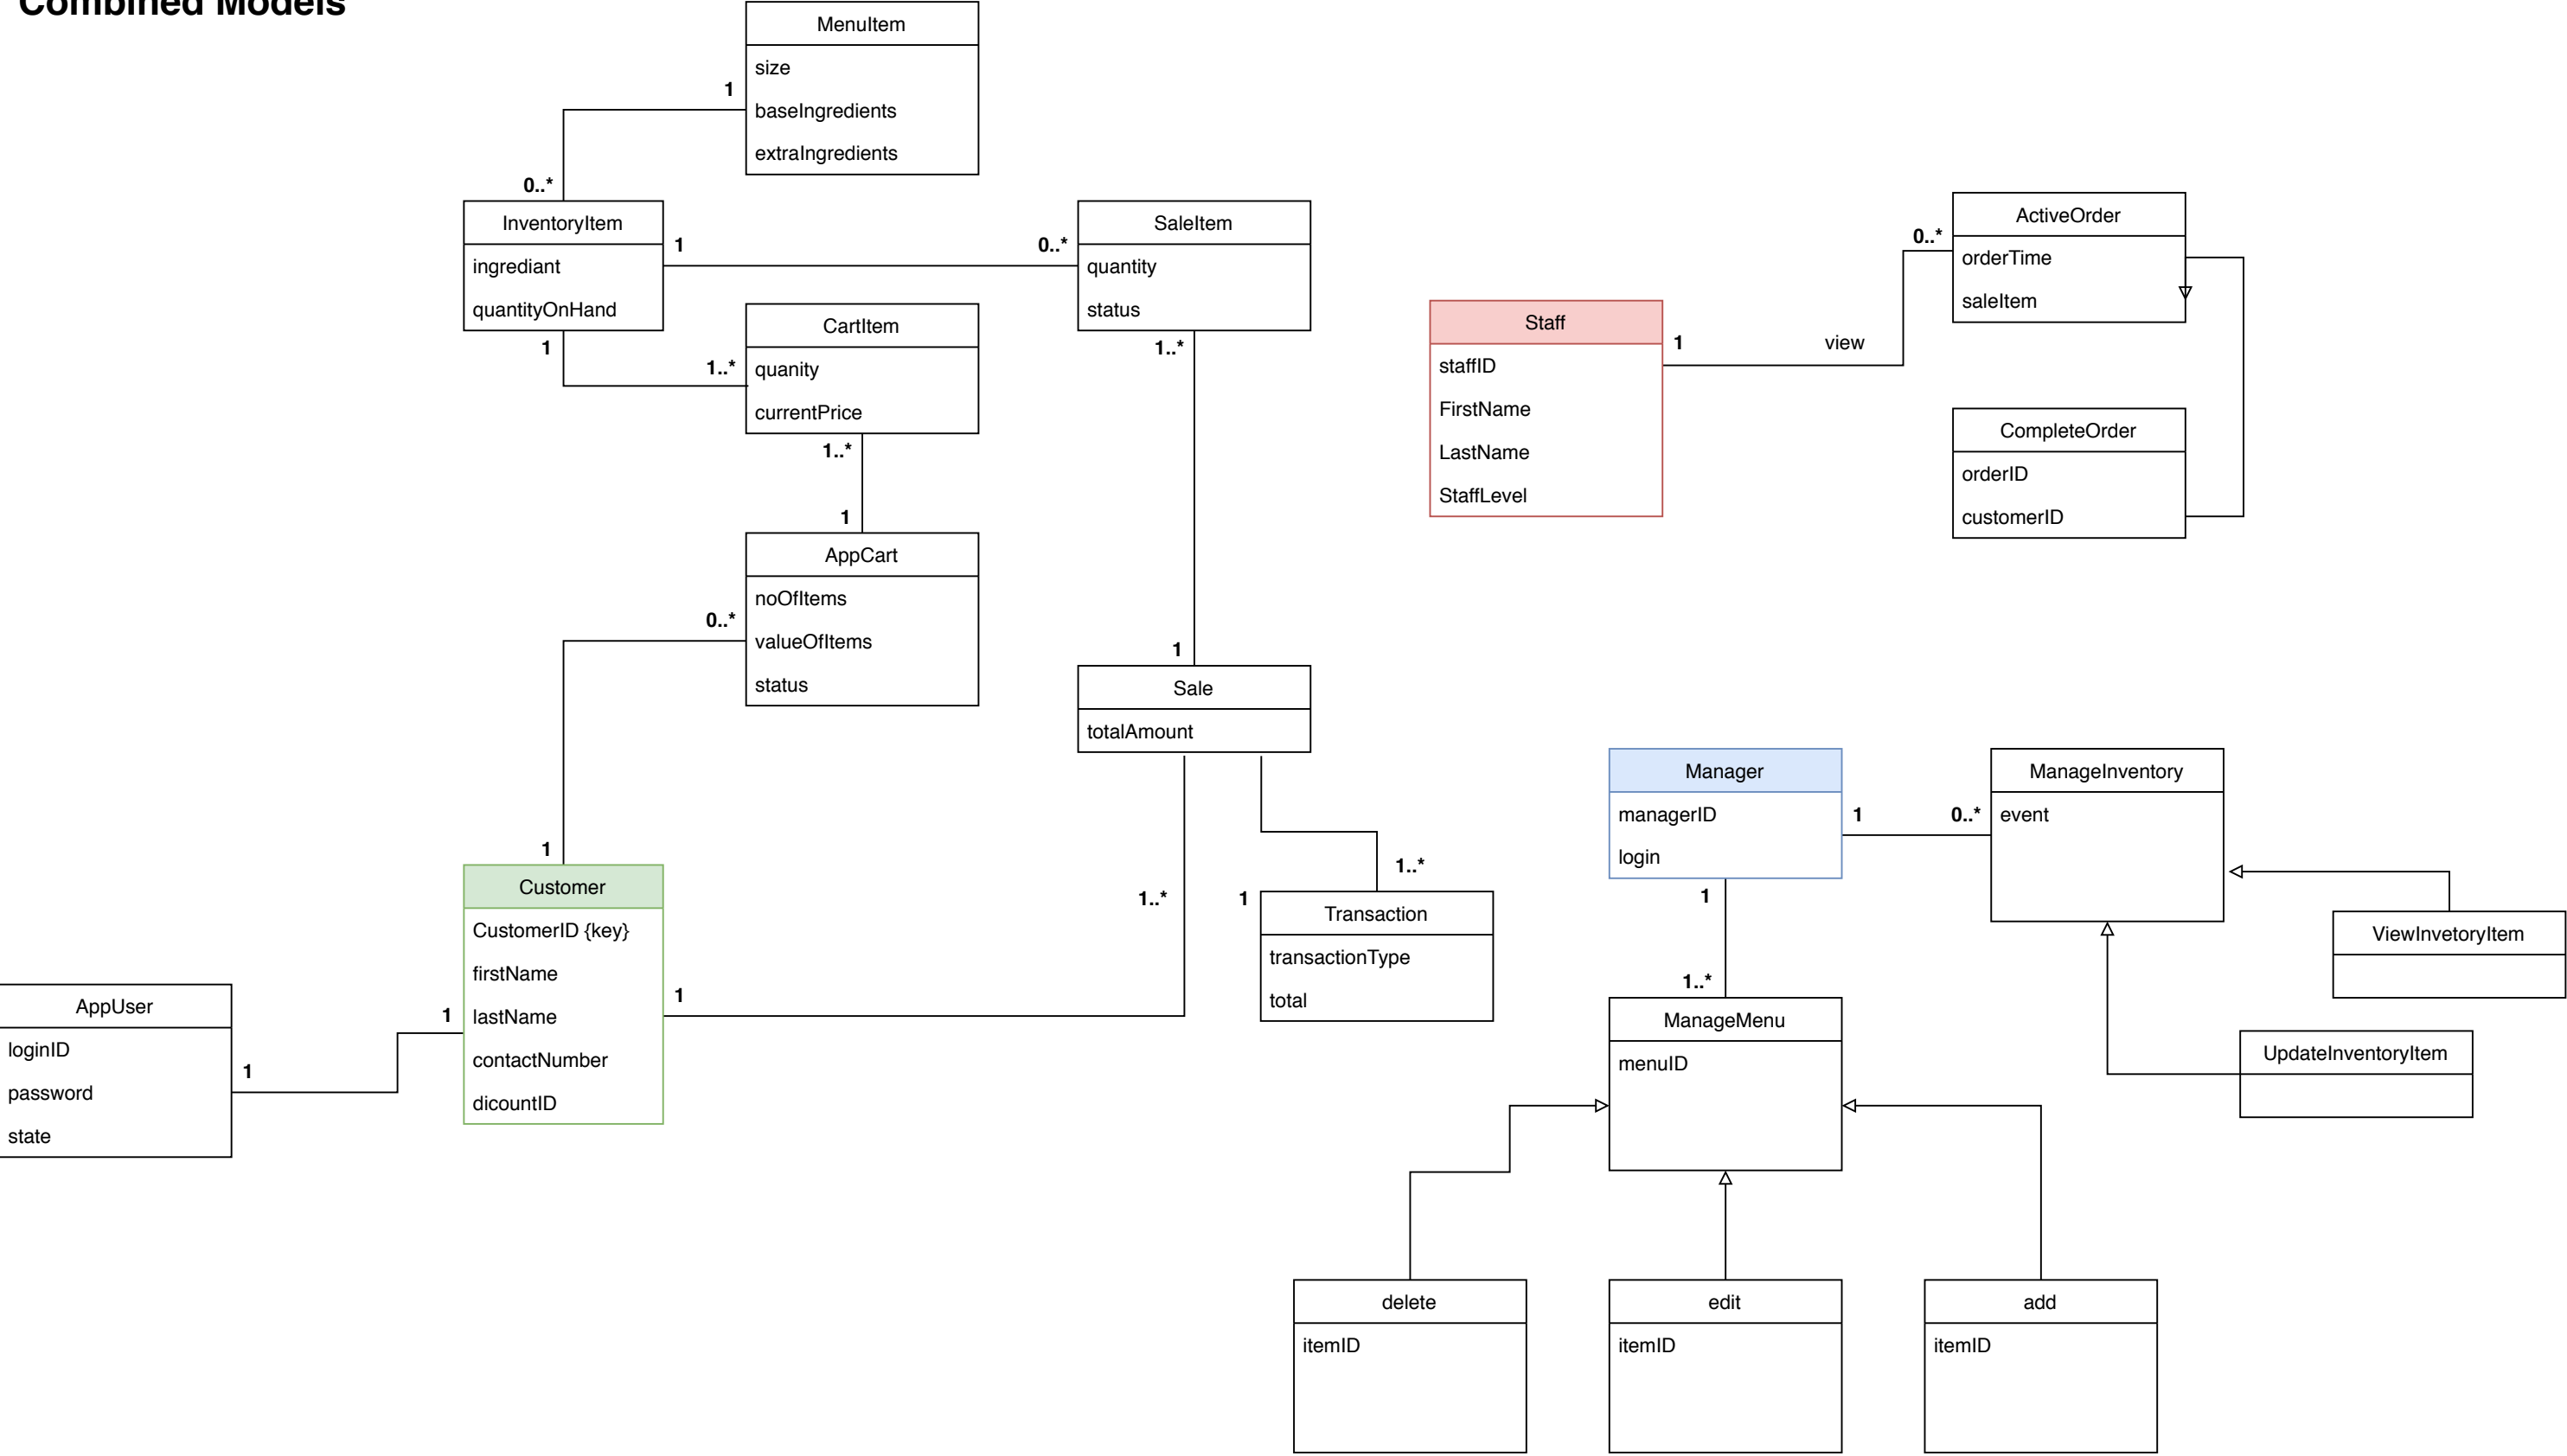 Combined Models
MenuItem
size
1
baseIngredients
extraIngredients
0..*
InventoryItem
ingrediant
quantityOnHand
1
0..*
SaleItem
quantity
status
1
1..*
CartItem
quanity
currentPrice
1..*
1..*
1
AppCart
noOfItems
0..*
valueOfItems
status
1
Sale
totalAmount
1
Customer
CustomerID {key}
firstName
lastName
contactNumber
dicountID
1
1..*
1
1..*
Transaction
transactionType
total
AppUser
loginID
password
state
1
1
Staff
staffID
FirstName
LastName
StaffLevel
1
view
0..*
ActiveOrder
orderTime
saleItem
CompleteOrder
orderID
customerID
Manager
managerID
login
1
0..*
ManageInventory
event
ViewInvetoryItem
UpdateInventoryItem
1
1..*
ManageMenu
menuID
delete
itemID
edit
itemID
add
itemID